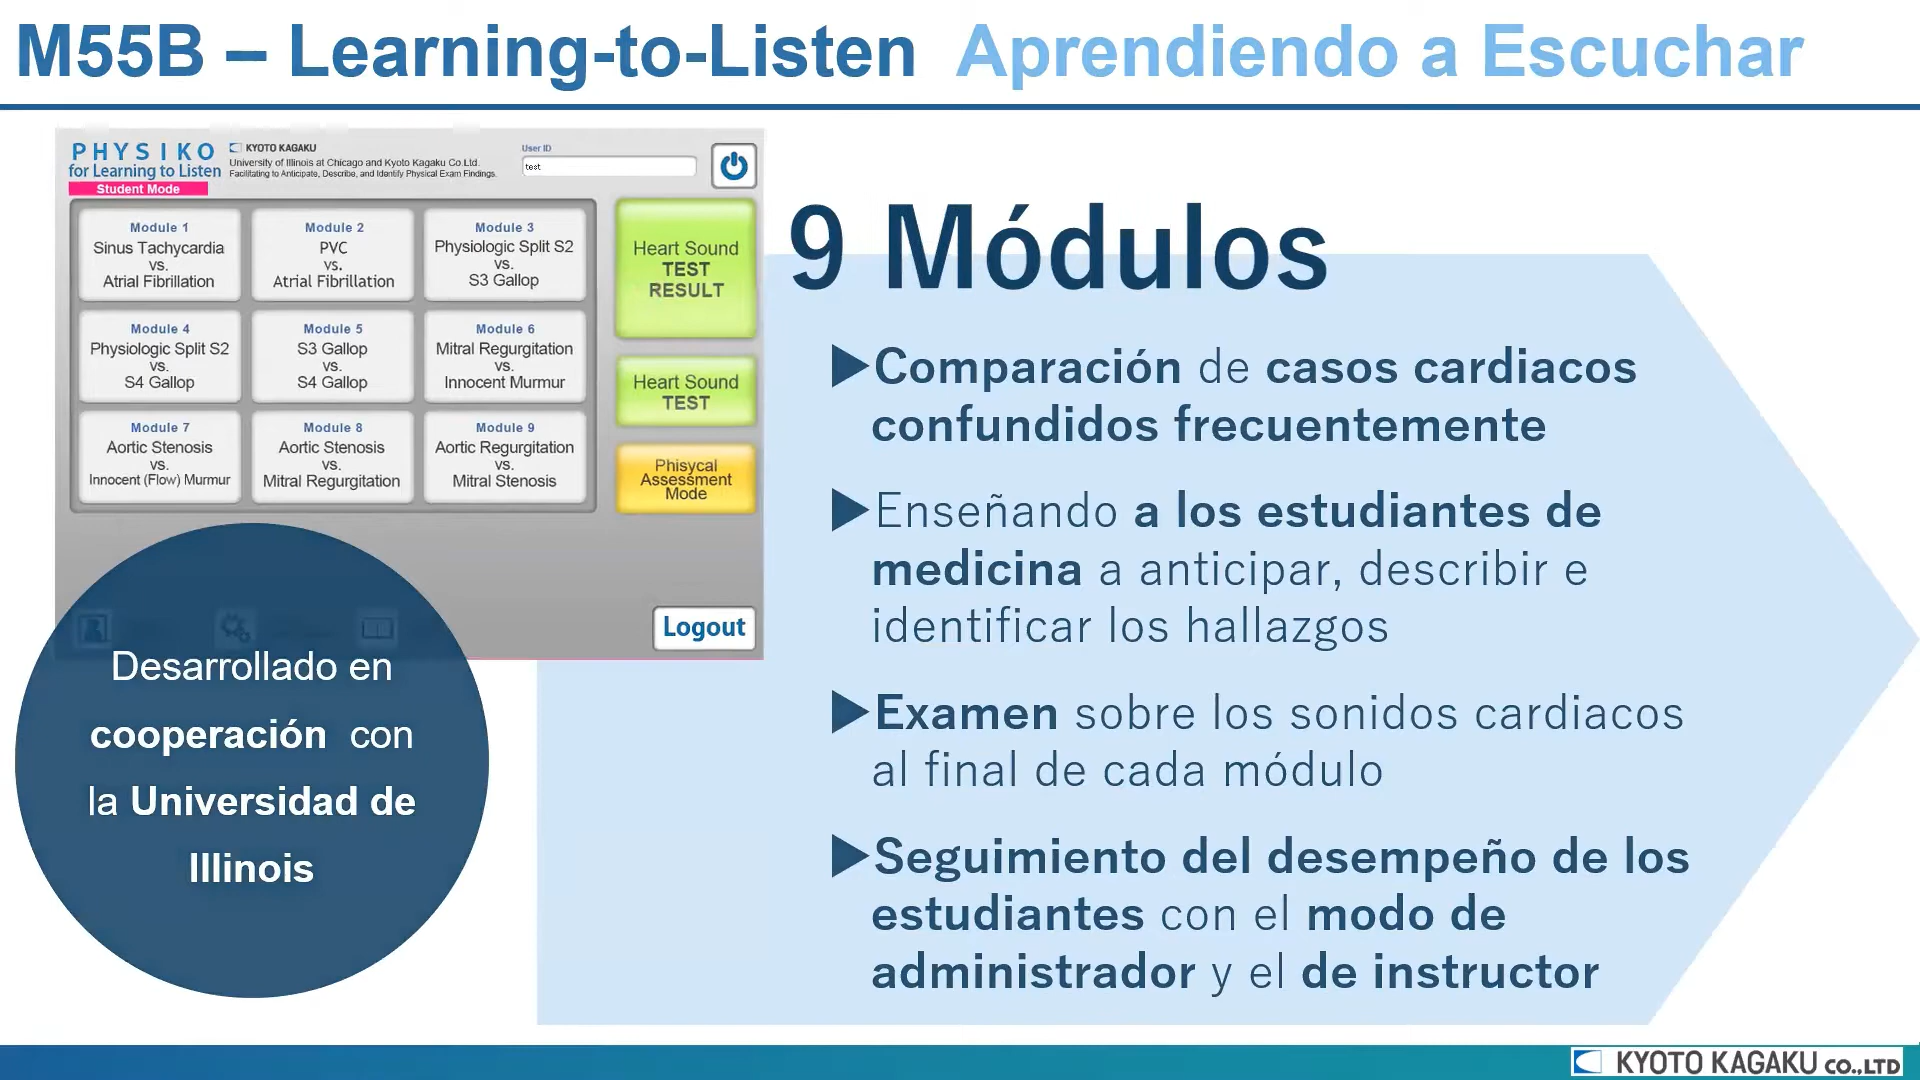 M55B – Learning-to-Listen Aprendiendo a Escuchar
PHYSIKO
for Learning to Listen
Student Mode
KYOTO KAGAKU
University of Illinois at Chicago and Kyoto Kagaku Co.Ltd.
Facilitating to Anticipate, Describe, and Identify Physical Exam Findings.
User ID
test
Module 1
Sinus Tachycardia
vs.
Atrial Fibrillation
Module 2
PVC
vs.
Atrial Fibrillation
Module 3
Physiologic Split S2
vs.
S3 Gallop
Module 4
Physiologic Split S2
vs.
S4 Gallop
Module 5
S3 Gallop
vs.
S4 Gallop
Module 6
Mitral Regurgitation
vs.
Innocent Murmur
Module 7
Aortic Stenosis
vs.
Innocent (Flow) Murmur
Module 8
Aortic Stenosis
vs.
Mitral Regurgitation
Module 9
Aortic Regurgitation
vs.
Mitral Stenosis
Heart Sound
TEST
RESULT
Heart Sound
TEST
Phisycal
Assessment
Mode
Logout
Desarrollado en
cooperación con
la Universidad de
Illinois
9 Módulos
▶Comparación de casos cardiacos
confundidos frecuentemente
▶Enseñando a los estudiantes de
medicina a anticipar, describir e
identificar los hallazgos
▶Examen sobre los sonidos cardiacos
al final de cada módulo
▶Seguimiento del desempeño de los
estudiantes con el modo de
administrador y el de instructor
KYOTO KAGAKU CO.,LTD